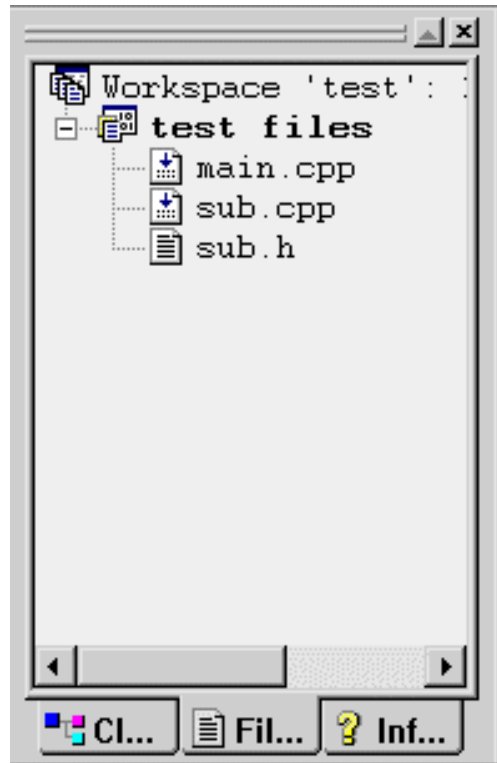 Workspace 'test':
test files
main.cpp
sub.cpp
sub.h
Cl... Fil... Inf...